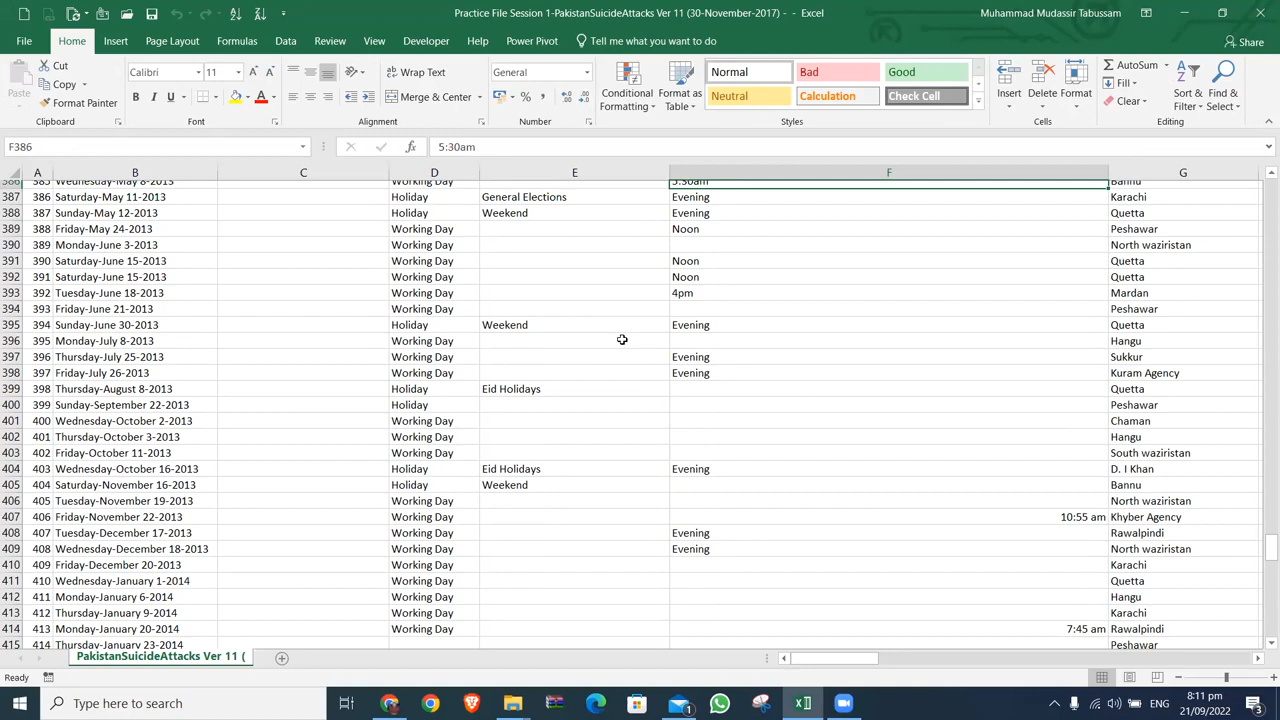 Practice File Session 1-PakistanSuicideAttacks Ver 11 (30-November-2017) - - Excel
Muhammad Mudassir Tabussam
File Home Insert Page Layout Formulas Data Review View Developer Help Power Pivot Tell me what you want to do Share
Paste Cut Copy Format Painter Clipboard
Calibri 11 B I U A Font
Wrap Text Merge & Center Alignment
General % Number
Conditional Formatting Format as Table Normal Bad Good Neutral Calculation Check Cell Styles
Insert Delete Format Cells
AutoSum Fill Clear Sort & Filter Find & Select Editing
F386 fx 5:30am
A B C D E F G
386 385 Wednesday-May 8-2013 Working Day 5:30am Bannu
387 386 Saturday-May 11-2013 Holiday General Elections Evening Karachi
388 387 Sunday-May 12-2013 Holiday Weekend Evening Quetta
389 388 Friday-May 24-2013 Working Day Noon Peshawar
390 389 Monday-June 3-2013 Working Day North waziristan
391 390 Saturday-June 15-2013 Working Day Noon Quetta
392 391 Saturday-June 15-2013 Working Day Noon Quetta
393 392 Tuesday-June 18-2013 Working Day 4pm Mardan
394 393 Friday-June 21-2013 Working Day Peshawar
395 394 Sunday-June 30-2013 Holiday Weekend Evening Quetta
396 395 Monday-July 8-2013 Working Day Hangu
397 396 Thursday-July 25-2013 Working Day Evening Sukkur
398 397 Friday-July 26-2013 Working Day Evening Kuram Agency
399 398 Thursday-August 8-2013 Holiday Eid Holidays Quetta
400 399 Sunday-September 22-2013 Holiday Peshawar
401 400 Wednesday-October 2-2013 Working Day Chaman
402 401 Thursday-October 3-2013 Working Day Hangu
403 402 Friday-October 11-2013 Working Day South waziristan
404 403 Wednesday-October 16-2013 Holiday Eid Holidays Evening D. I Khan
405 404 Saturday-November 16-2013 Holiday Weekend Bannu
406 405 Tuesday-November 19-2013 Working Day North waziristan
407 406 Friday-November 22-2013 Working Day 10:55 am Khyber Agency
408 407 Tuesday-December 17-2013 Working Day Evening Rawalpindi
409 408 Wednesday-December 18-2013 Working Day Evening North waziristan
410 409 Friday-December 20-2013 Working Day Karachi
411 410 Wednesday-January 1-2014 Working Day Quetta
412 411 Monday-January 6-2014 Working Day Hangu
413 412 Thursday-January 9-2014 Working Day Karachi
414 413 Monday-January 20-2014 Working Day 7:45 am Rawalpindi
415 414 Thursday-January 23-2014 Peshawar
PakistanSuicideAttacks Ver 11 (
Ready 100%
Type here to search
ENG
8:11 pm
21/09/2022
3